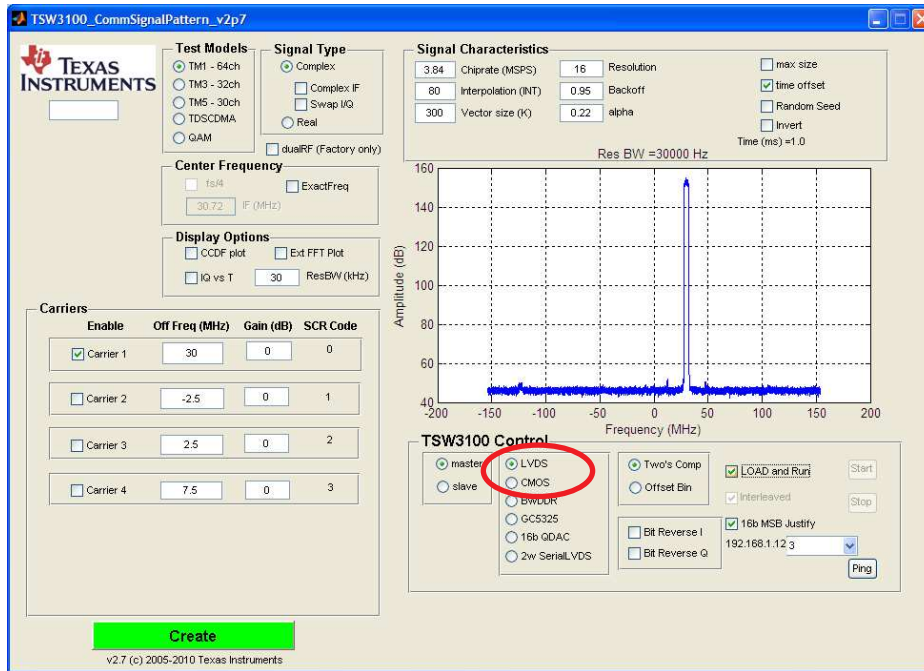 TSW3100_CommSignalPattern_v2p7
TEXAS
INSTRUMENTS
Test Models
TM1 - 64ch
TM3 - 32ch
TM5 - 30ch
TDSCDMA
QAM
Signal Type
Complex
Complex IF
Swap I/Q
Real
dualRF (Factory only)
Signal Characteristics
3.84 Chiprate (MSPS) 16 Resolution
80 Interpolation (INT) 0.95 Backoff
300 Vector size (K) 0.22 alpha
max size
time offset
Random Seed
Invert
Time (ms) =1.0
Center Frequency
fs/4 ExactFreq
30.72 IF (MHz)
Display Options
CCDF plot Ext FFT Plot
IQ vs T 30 ResBW (kHz)
Res BW =30000 Hz
Amplitude (dB)
160
140
120
100
80
60
40
-200 -150 -100 -50 0 50 100 150 200
Frequency (MHz)
Carriers
Enable Off Freq (MHz) Gain (dB) SCR Code
Carrier 1 30 0 0
Carrier 2 -2.5 0 1
Carrier 3 2.5 0 2
Carrier 4 7.5 0 3
TSW3100 Control
master
slave
LVDS
CMOS
BWDDR
GC5325
16b QDAC
2w SerialLVDS
Two's Comp
Offset Bin
Bit Reverse I
Bit Reverse Q
LOAD and Run
Interleaved
16b MSB Justify
192.168.1.12 3
Start
Stop
Ping
Create
v2.7 (c) 2005-2010 Texas Instruments